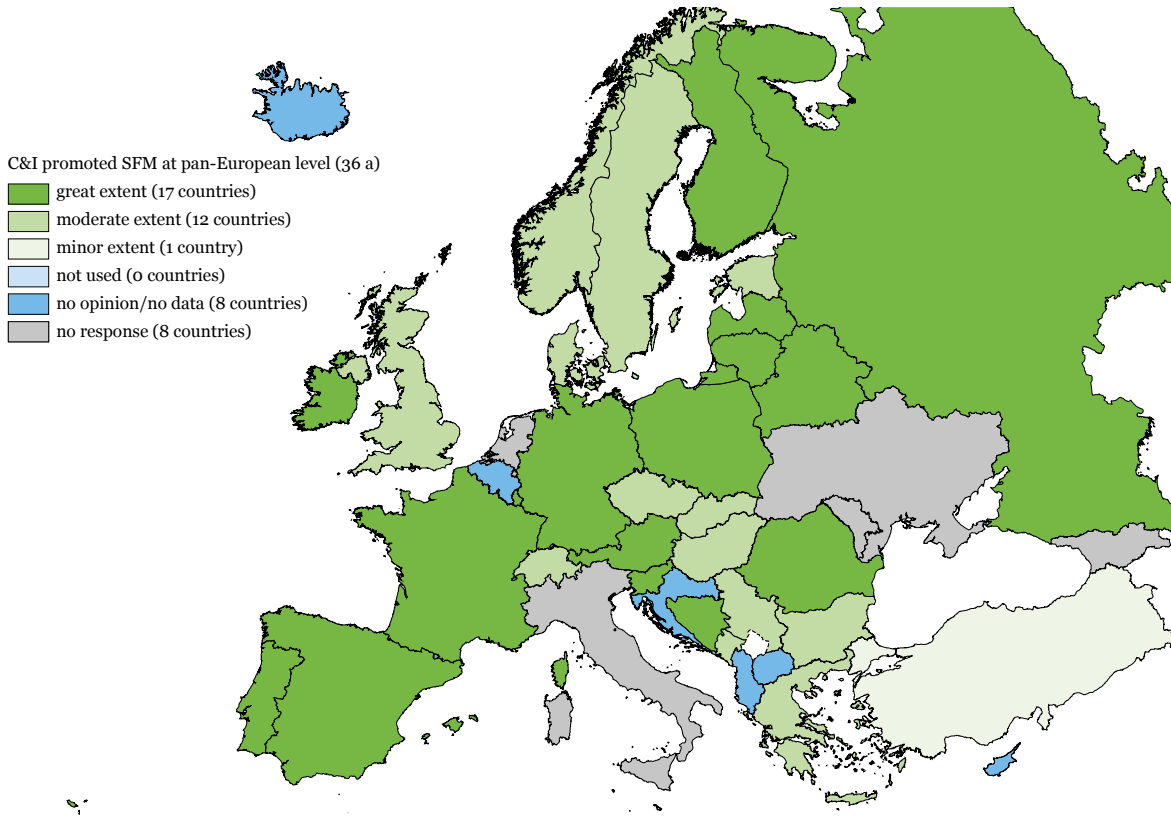 C&I promoted SFM at pan-European level (36 a)
great extent (17 countries)
moderate extent (12 countries)
minor extent (1 country)
not used (0 countries)
no opinion/no data (8 countries)
no response (8 countries)